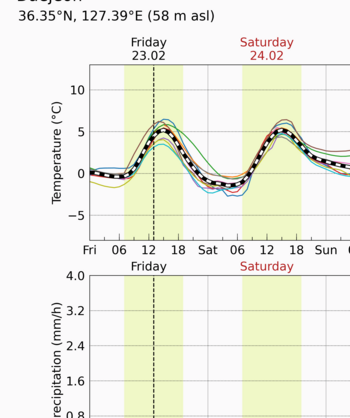 36.35°N, 127.39°E (58 m asl)
Friday Saturday
23.02 24.02
Temperature (°C)
10
5
0
−5
Fri 06 12 18 Sat 06 12 18 Sun
Friday Saturday
(mm/h)
4.0
3.2
2.4
1.6
0.8